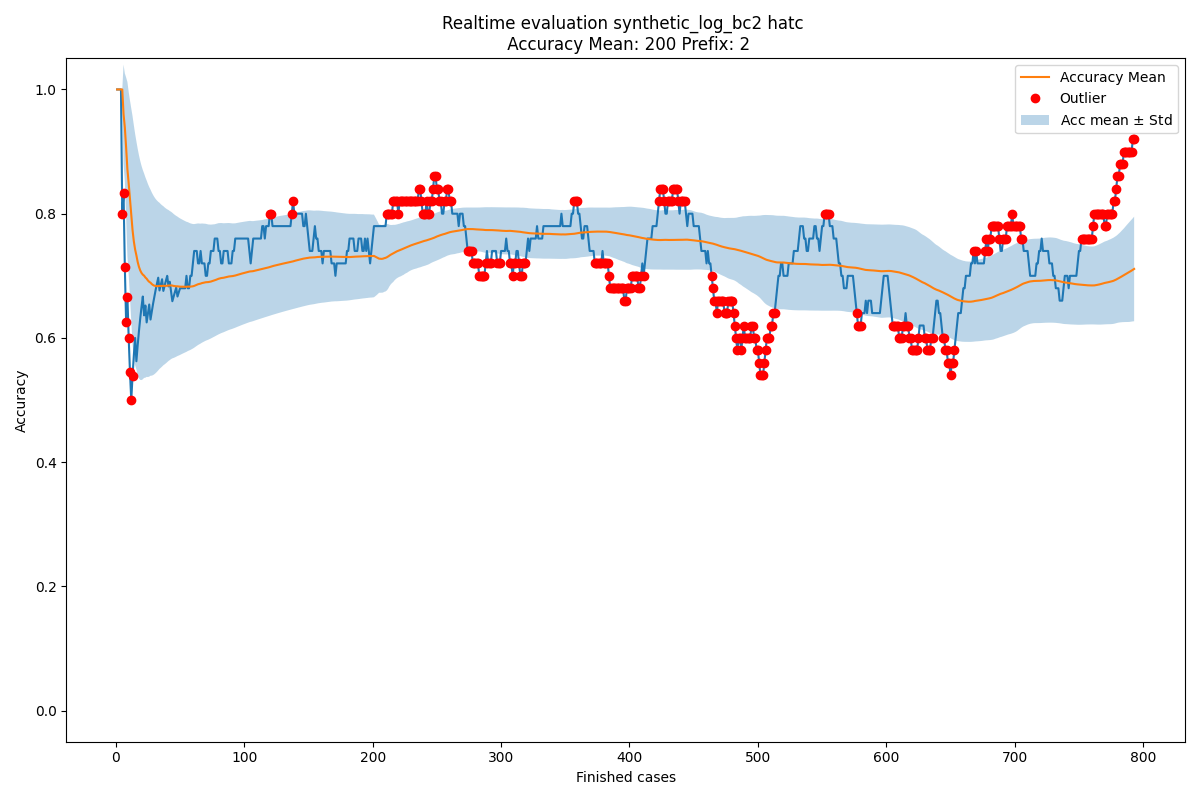 Realtime evaluation synthetic_log_bc2 hatc
Accuracy Mean: 200 Prefix: 2
Accuracy Mean
Outlier
Acc mean ± Std
1.0
0.8
0.6
0.4
0.2
0.0
Accuracy
0 100 200 300 400 500 600 700 800
Finished cases